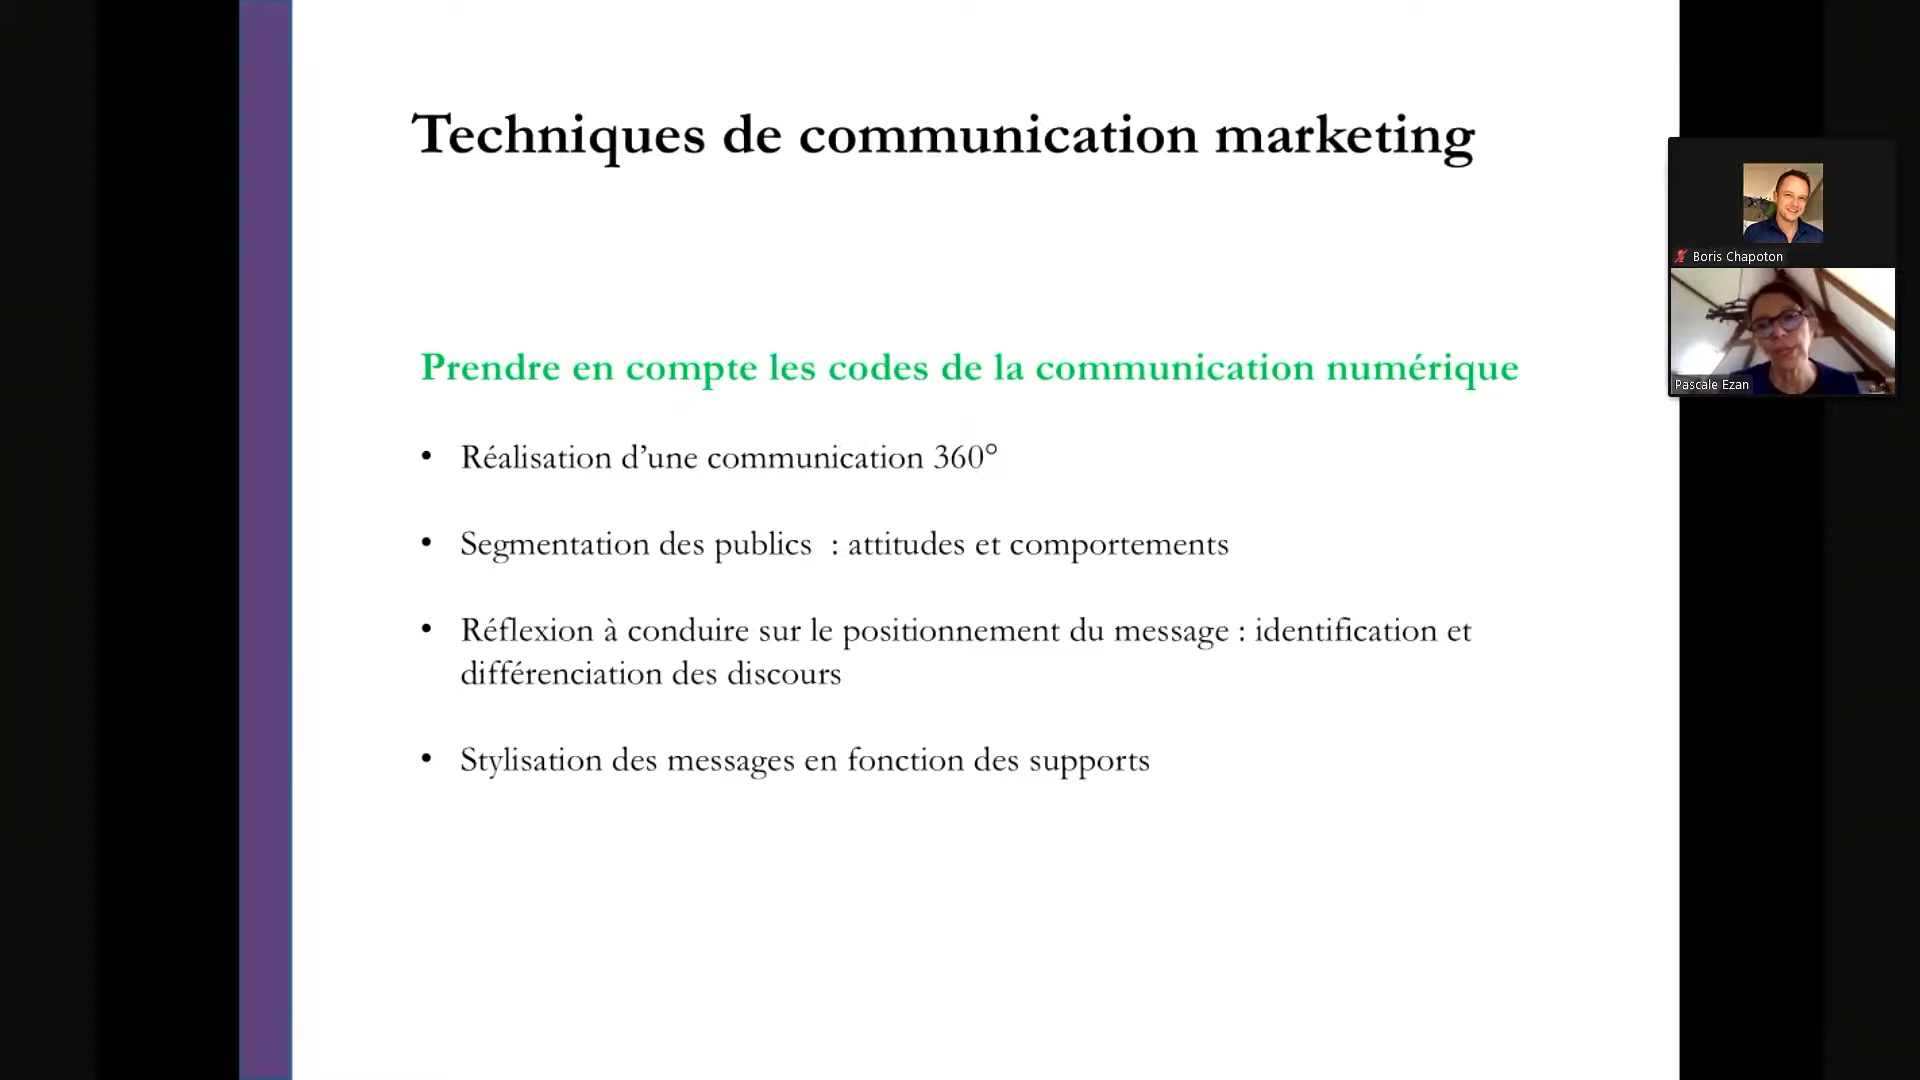 Techniques de communication marketing
Prendre en compte les codes de la communication numérique
• Réalisation d’une communication 360°
• Segmentation des publics  : attitudes et comportements
• Réflexion à conduire sur le positionnement du message : identification et
différenciation des discours
• Stylisation des messages en fonction des supports
Boris Chapoton
Pascale Ezan